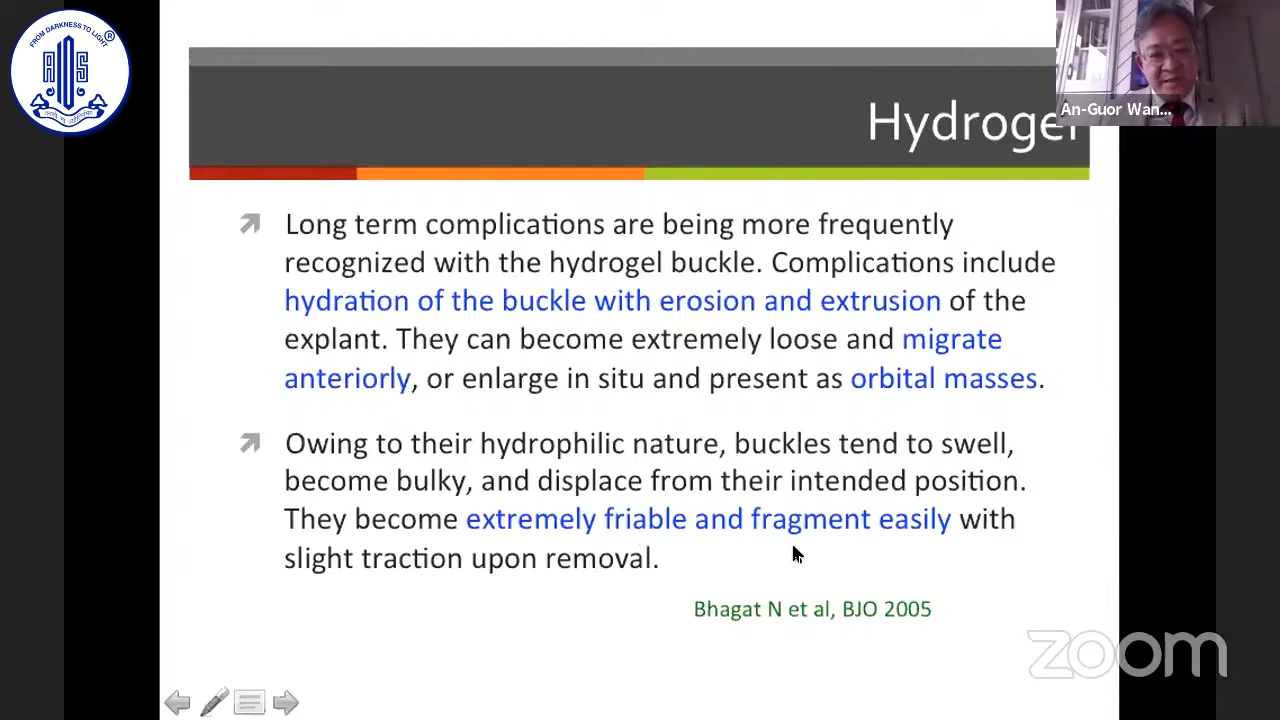 FROM DARKNESS TO LIGHT
®
Hydrogel
An-Guor Wan...
Long term complications are being more frequently
recognized with the hydrogel buckle. Complications include
hydration of the buckle with erosion and extrusion of the
explant. They can become extremely loose and migrate
anteriorly, or enlarge in situ and present as orbital masses.
Owing to their hydrophilic nature, buckles tend to swell,
become bulky, and displace from their intended position.
They become extremely friable and fragment easily with
slight traction upon removal.
Bhagat N et al, BJO 2005
zoom